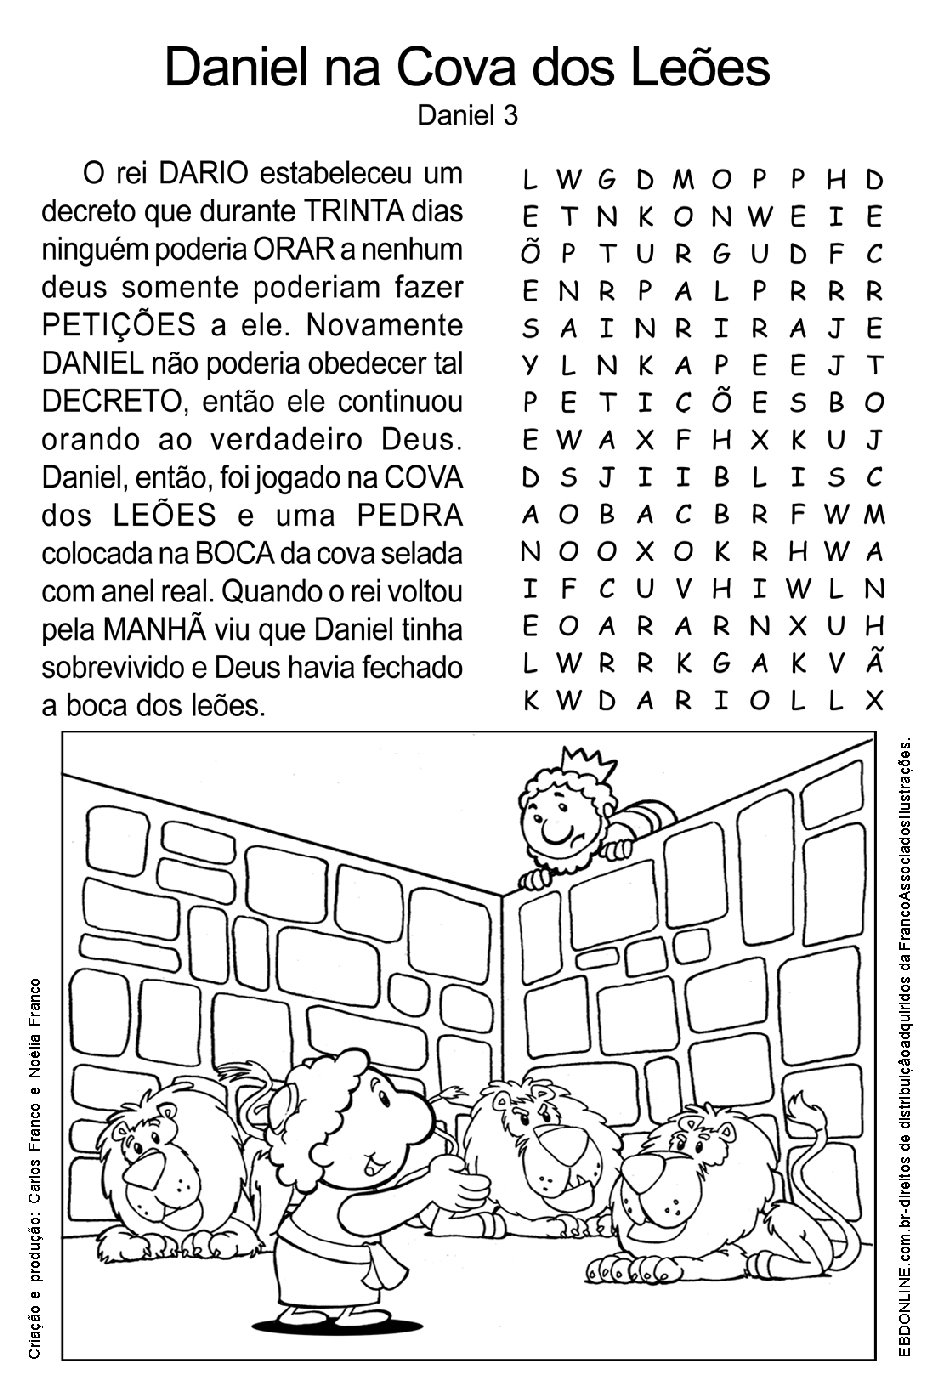 Daniel na Cova dos Leões
Daniel 3
O rei DARIO estabeleceu um
decreto que durante TRINTA dias
ninguém poderia ORAR a nenhum
deus somente poderiam fazer
PETIÇÕES a ele. Novamente
DANIEL não poderia obedecer tal
DECRETO, então ele continuou
orando ao verdadeiro Deus.
Daniel, então, foi jogado na COVA
dos LEÕES e uma PEDRA
colocada na BOCA da cova selada
com anel real. Quando o rei voltou
pela MANHÃ viu que Daniel tinha
sobrevivido e Deus havia fechado
a boca dos leões.
L W G D M O P P H D
E T N K O N W E I E
Õ P T U R G U D F C
E N R P A L P R R R
S A I N R I R A J E
Y L N K A P E E J T
P E T I C Õ E S B O
E W A X F H X K U J
D S J I I B L I S C
A O B A C B R F W M
N O O X O K R H W A
I F C U V H I W L N
E O A R A R N X U H
L W R R K G A K V Ã
K W D A R I O L L X
Criação e produção: Carlos Franco e Noélia Franco
EBDONLINE.com.br-direitos de distribuiçãoadquiridos da FrancoAssociadosIlustrações.